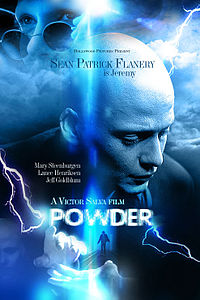 Hollywood Pictures Present
Sean Patrick Flanery
is Jeremy
Mary Steenburgen
Lance Henriksen
Jeff Goldblum
A Victor Salva film
POWDER